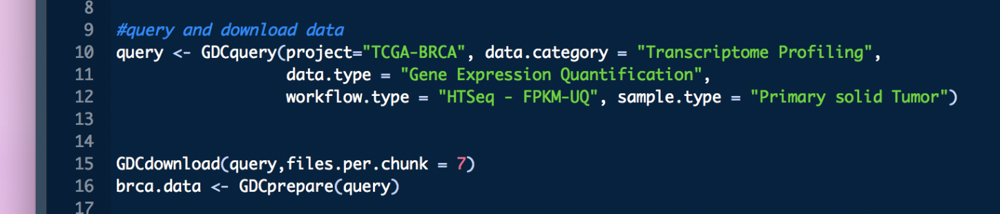 8
9 #query and download data
10 query <- GDCquery(project="TCGA-BRCA", data.category = "Transcriptome Profiling",
11 data.type = "Gene Expression Quantification",
12 workflow.type = "HTSeq - FPKM-UQ", sample.type = "Primary solid Tumor")
13
14
15 GDCdownload(query,files.per.chunk = 7)
16 brca.data <- GDCprepare(query)
17